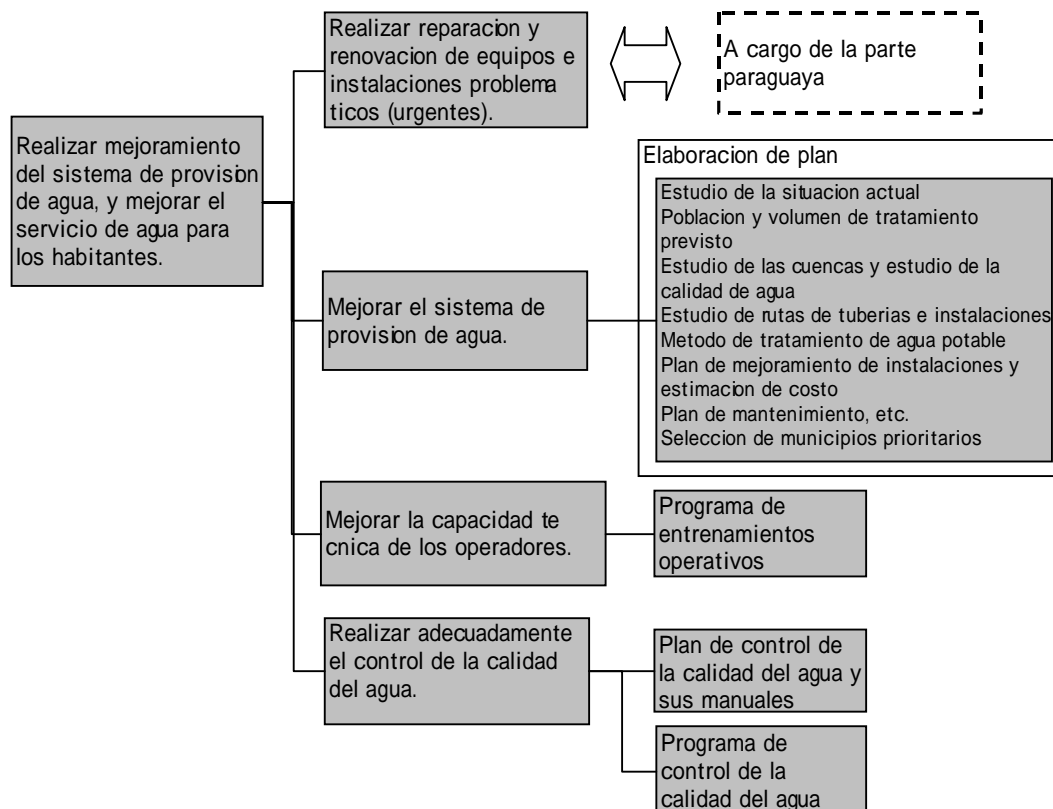 Realizar reparacion y
renovacion de equipos e
instalaciones problema
ticos (urgentes).
A cargo de la parte
paraguaya
Realizar mejoramiento
del sistema de provision
de agua, y mejorar el
servicio de agua para
los habitantes.
Elaboracion de plan
Estudio de la situacion actual
Poblacion y volumen de tratamiento
previsto
Estudio de las cuencas y estudio de la
calidad de agua
Estudio de rutas de tuberias e instalaciones
Metodo de tratamiento de agua potable
Plan de mejoramiento de instalaciones y
estimacion de costo
Plan de mantenimiento, etc.
Seleccion de municipios prioritarios
Mejorar el sistema de
provision de agua.
Mejorar la capacidad te
cnica de los operadores.
Programa de
entrenamientos
operativos
Realizar adecuadamente
el control de la calidad
del agua.
Plan de control de
la calidad del agua y
sus manuales
Programa de
control de la
calidad del agua